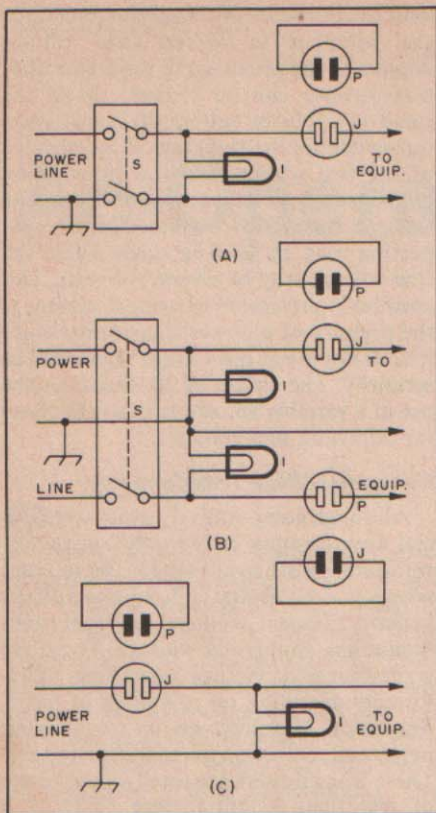 P
J
POWER LINE
S
I
TO EQUIP.
(A)
P
POWER
J
TO
S
I
I
LINE
EQUIP.
P
(B)
J
P
J
POWER LINE
I
TO EQUIP.
(C)